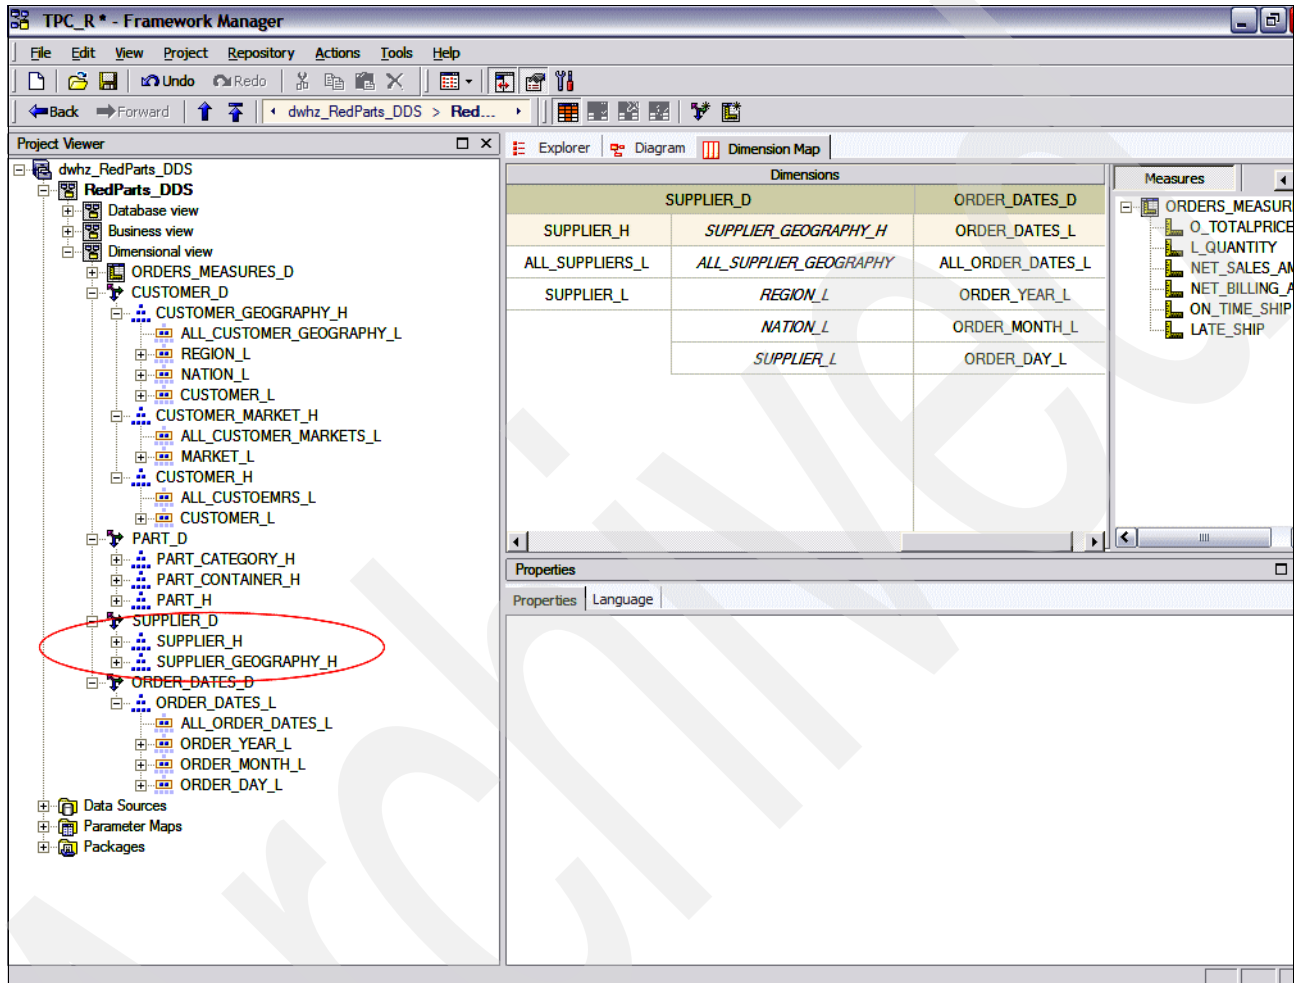 TPC_R * - Framework Manager
File Edit View Project Repository Actions Tools Help
Undo Redo
Back Forward dwhz_RedParts_DDS > Red...
Project Viewer
dwhz_RedParts_DDS
RedParts_DDS
Database view
Business view
Dimensional view
ORDERS_MEASURES_D
CUSTOMER_D
CUSTOMER_GEOGRAPHY_H
ALL_CUSTOMER_GEOGRAPHY_L
REGION_L
NATION_L
CUSTOMER_L
CUSTOMER_MARKET_H
ALL_CUSTOMER_MARKETS_L
MARKET_L
CUSTOMER_H
ALL_CUSTOEMRS_L
CUSTOMER_L
PART_D
PART_CATEGORY_H
PART_CONTAINER_H
PART_H
SUPPLIER_D
SUPPLIER_H
SUPPLIER_GEOGRAPHY_H
ORDER_DATES_D
ORDER_DATES_L
ALL_ORDER_DATES_L
ORDER_YEAR_L
ORDER_MONTH_L
ORDER_DAY_L
Data Sources
Parameter Maps
Packages
Explorer Diagram Dimension Map
Dimensions
SUPPLIER_D ORDER_DATES_D
SUPPLIER_H SUPPLIER_GEOGRAPHY_H ORDER_DATES_L
ALL_SUPPLIERS_L ALL_SUPPLIER_GEOGRAPHY ALL_ORDER_DATES_L
SUPPLIER_L REGION_L ORDER_YEAR_L
NATION_L ORDER_MONTH_L
SUPPLIER_L ORDER_DAY_L
Measures
ORDERS_MEASUR
O_TOTALPRICE
L_QUANTITY
NET_SALES_AM
NET_BILLING_A
ON_TIME_SHIP
LATE_SHIP
Properties
Properties Language
Archived